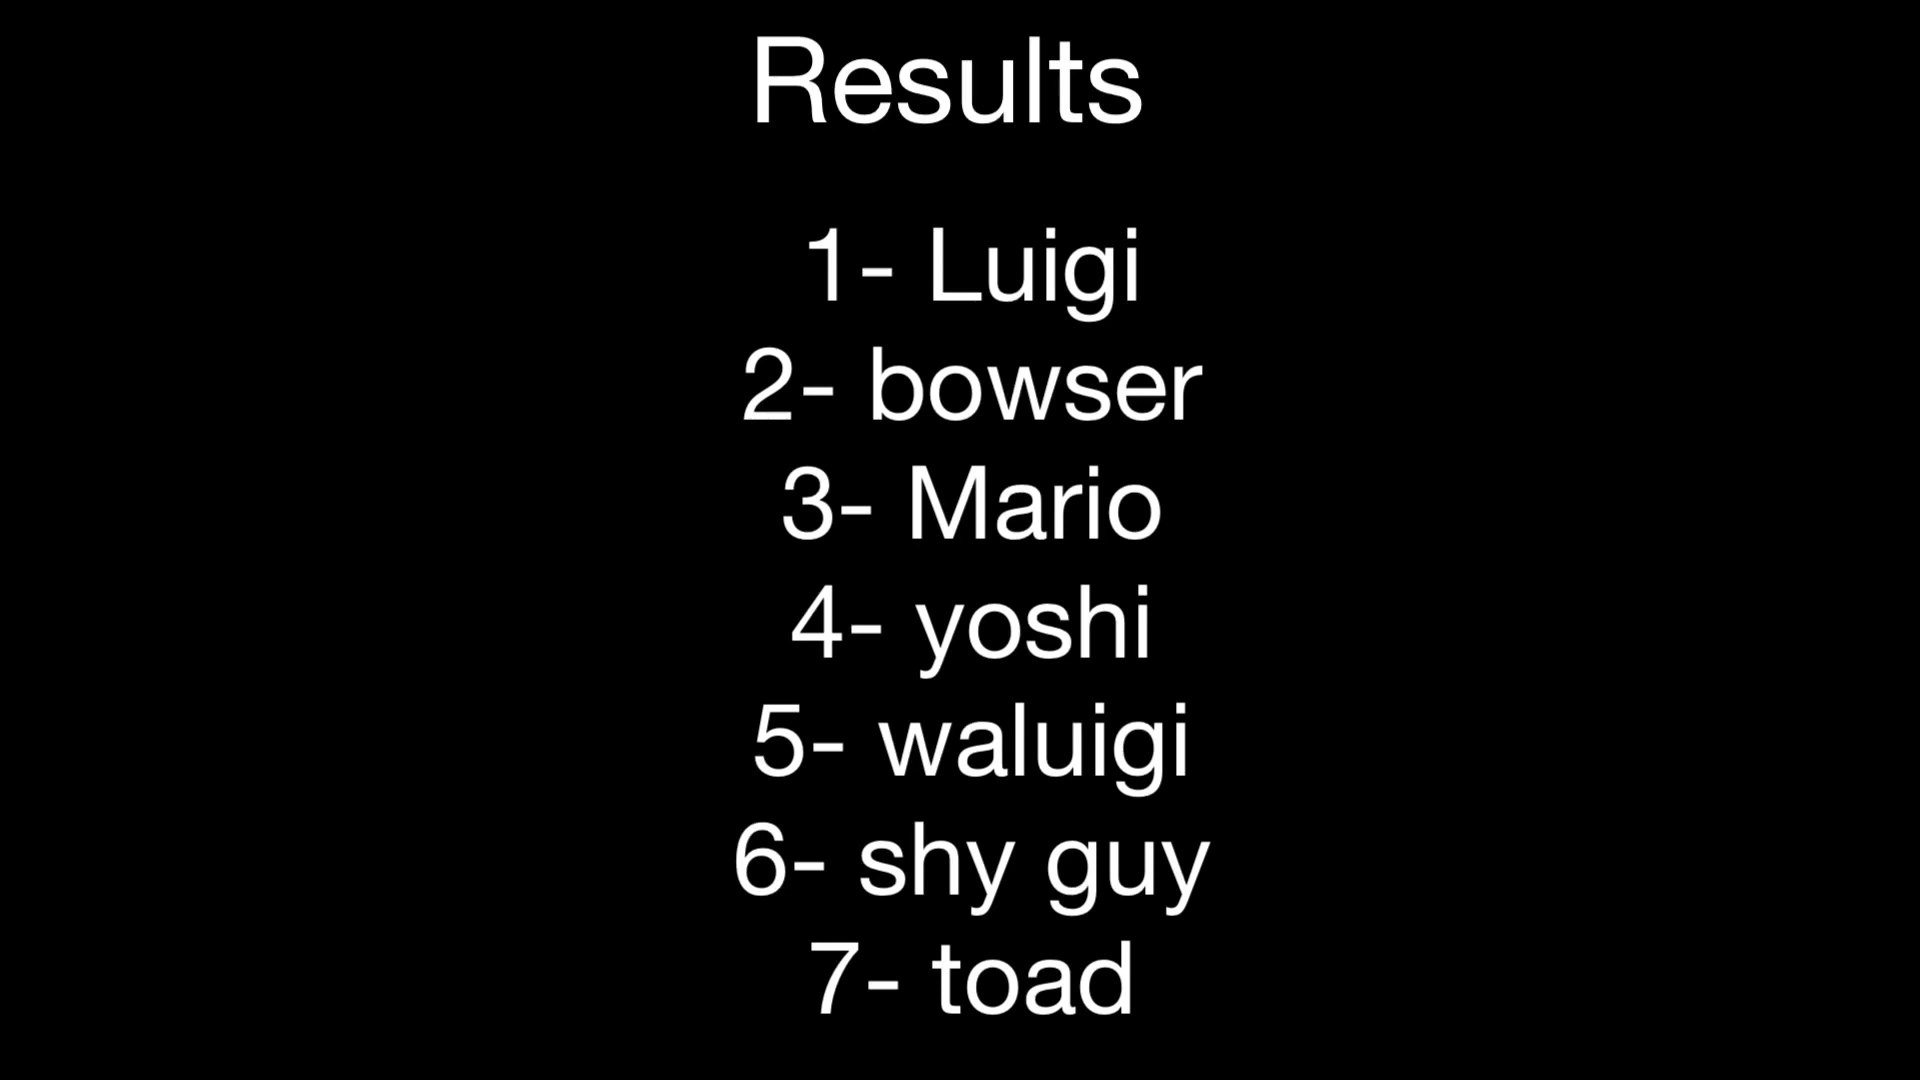 Results
1- Luigi
2- bowser
3- Mario
4- yoshi
5- waluigi
6- shy guy
7- toad